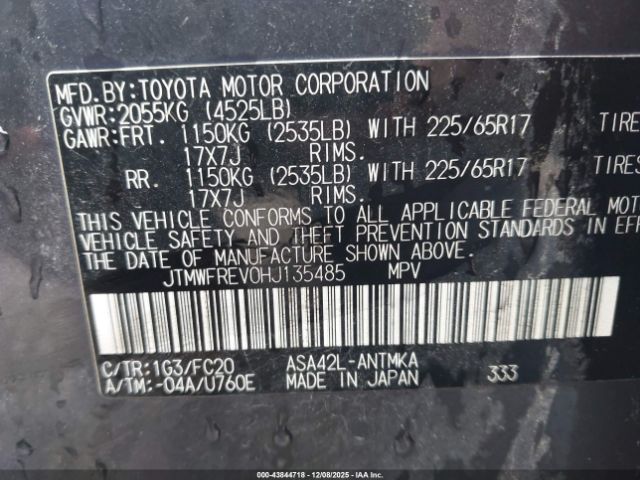 MFD.BY:TOYOTA MOTOR CORPORATION
GVWR:2055KG (4525LB)
GAWR:FRT. 1150KG (2535LB) WITH 225/65R17 TIRE
17X7J RIMS.
RR. 1150KG (2535LB) WITH 225/65R17 TIRES
17X7J RIMS.
THIS VEHICLE CONFORMS TO ALL APPLICABLE FEDERAL MOT
VEHICLE SAFETY AND THEFT PREVENTION STANDARDS IN EFF
THE DATE OF MANUFACTURE SHOWN ABOVE.
JTMWFREV0HJ135485 MPV
C/TR:1G3/FC20 ASA42L-ANTMKA
A/TM:-04A/U760E MADE IN JAPAN 333
000-43844718 | 12/08/2025 - IAA